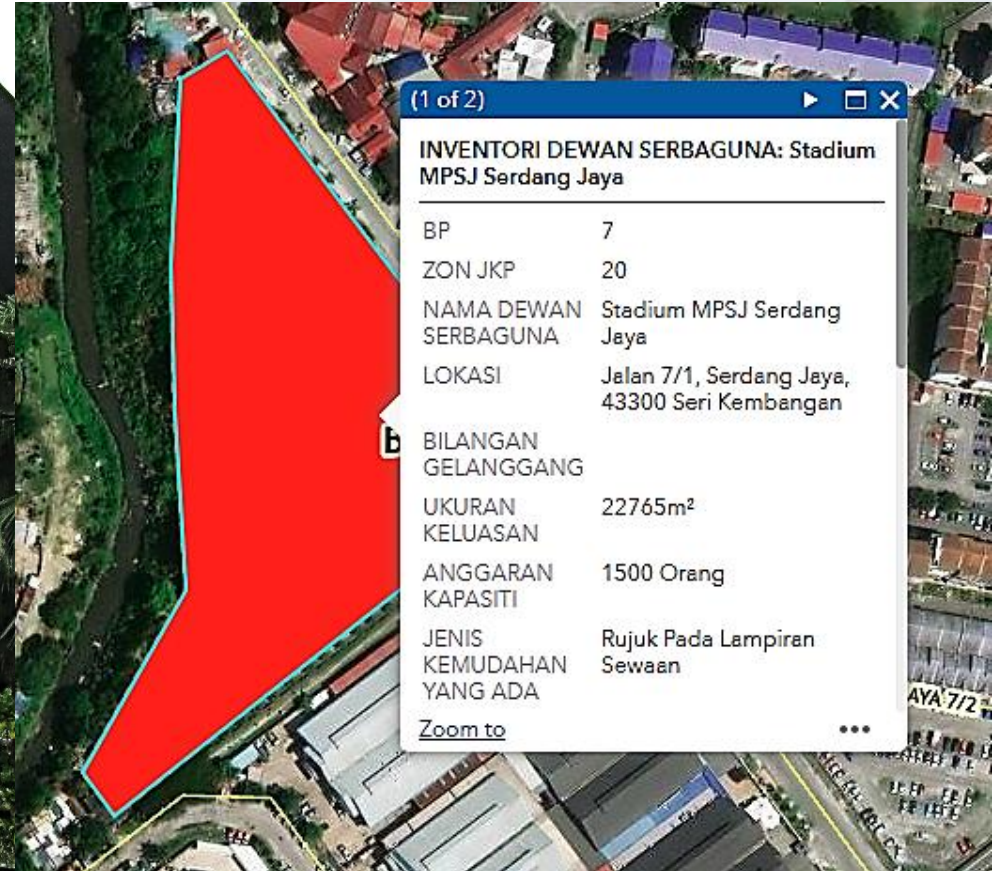 (1 of 2)
INVENTORI DEWAN SERBAGUNA: Stadium
MPSJ Serdang Jaya
BP 7
ZON JKP 20
NAMA DEWAN SERBAGUNA Stadium MPSJ Serdang Jaya
LOKASI Jalan 7/1, Serdang Jaya, 43300 Seri Kembangan
BILANGAN GELANGGANG
UKURAN KELUASAN 22765m²
ANGGARAN KAPASITI 1500 Orang
JENIS KEMUDAHAN YANG ADA Rujuk Pada Lampiran Sewaan
Zoom to
AYA 7/2